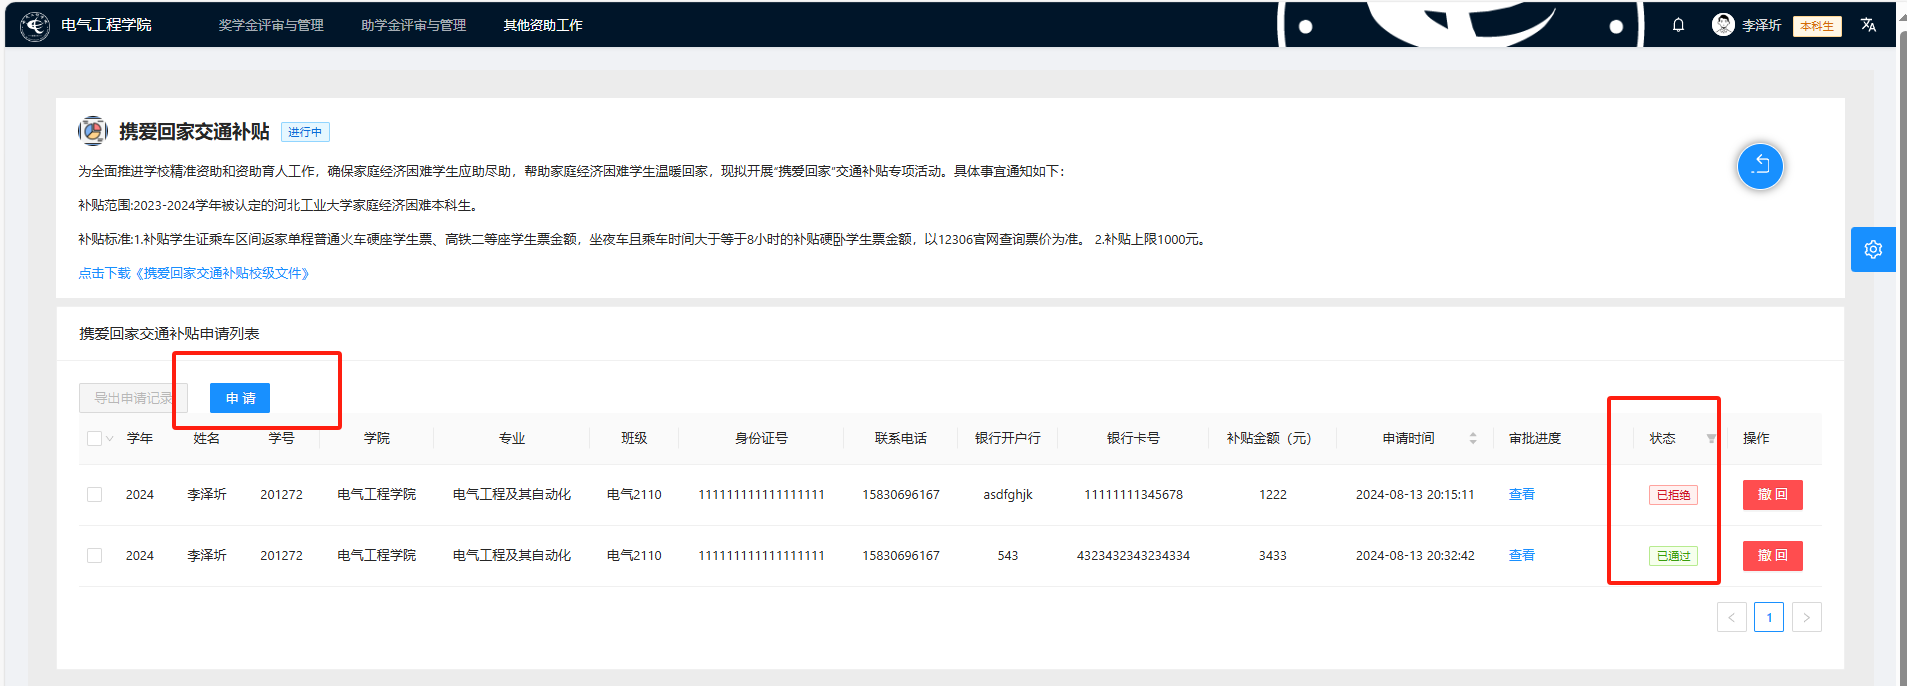 电气工程学院 奖学金评审与管理 助学金评审与管理 其他资助工作 李泽圻 本科生
携爱回家交通补贴 进行中
为全面推进学校精准资助和资助育人工作，确保家庭经济困难学生应助尽助，帮助家庭经济困难学生温暖回家，现拟开展“携爱回家”交通补贴专项活动。具体事宜通知如下：
补贴范围:2023-2024学年被认定的河北工业大学家庭经济困难本科生。
补贴标准:1.补贴学生证乘车区间返家单程普通火车硬座学生票、高铁二等座学生票金额，坐夜车且乘车时间大于等于8小时的补贴硬卧学生票金额，以12306官网查询票价为准。 2.补贴上限1000元。
点击下载《携爱回家交通补贴校级文件》
携爱回家交通补贴申请列表
导出申请记录 申 请
学年 姓名 学号 学院 专业 班级 身份证号 联系电话 银行开户行 银行卡号 补贴金额（元） 申请时间 审批进度 状态 操作
2024 李泽圻 201272 电气工程学院 电气工程及其自动化 电气2110 111111111111111111 15830696167 asdfghjk 11111111345678 1222 2024-08-13 20:15:11 查看 已拒绝 撤 回
2024 李泽圻 201272 电气工程学院 电气工程及其自动化 电气2110 111111111111111111 15830696167 543 4323432343234334 3433 2024-08-13 20:32:42 查看 已通过 撤 回
< 1 >